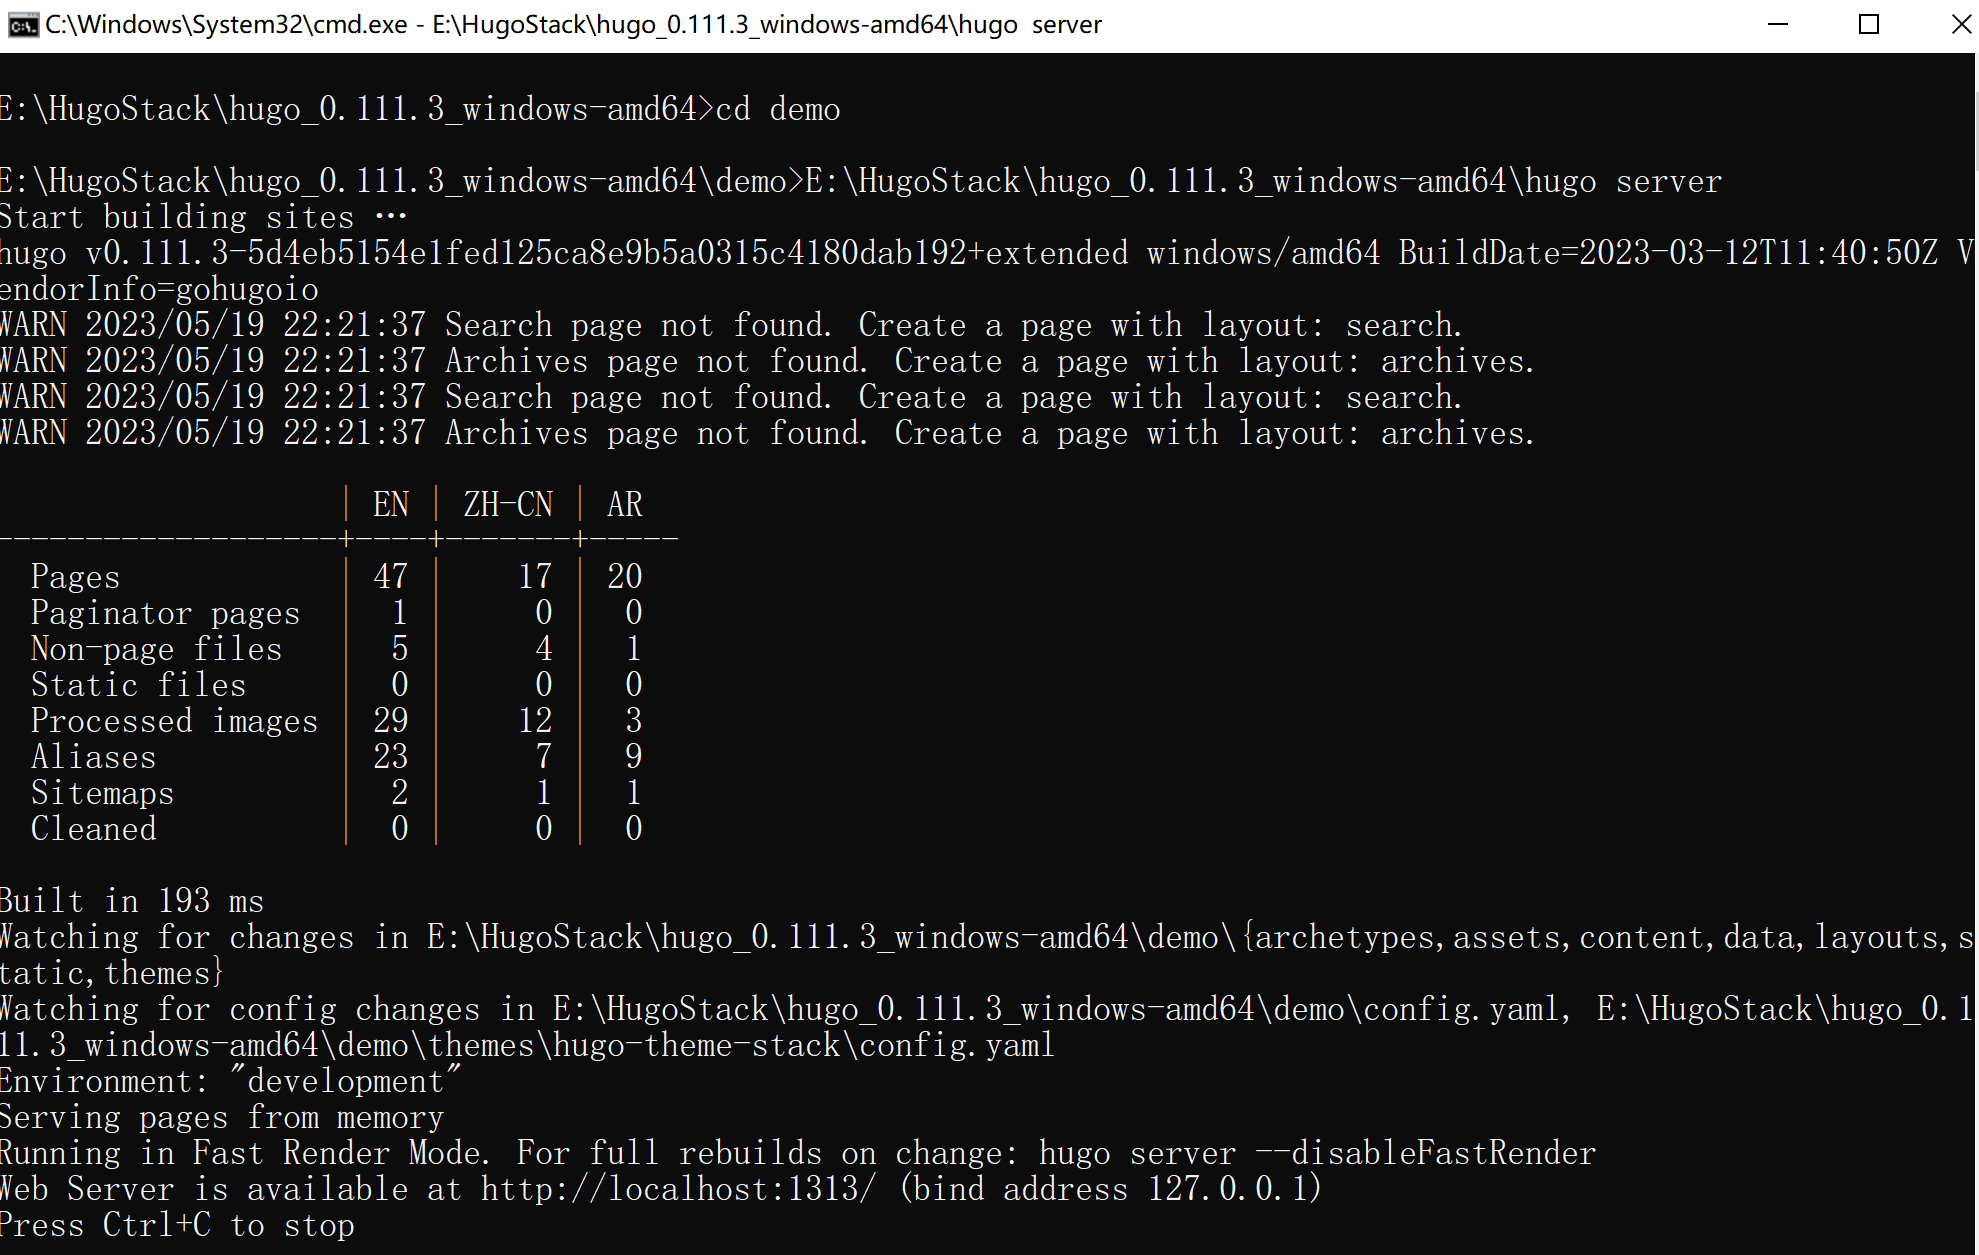 C:\Windows\System32\cmd.exe - E:\HugoStack\hugo_0.111.3_windows-amd64\hugo  server
E:\HugoStack\hugo_0.111.3_windows-amd64>cd demo
E:\HugoStack\hugo_0.111.3_windows-amd64\demo>E:\HugoStack\hugo_0.111.3_windows-amd64\hugo server
Start building sites …
hugo v0.111.3-5d4eb5154e1fed125ca8e9b5a0315c4180dab192+extended windows/amd64 BuildDate=2023-03-12T11:40:50Z V
endorInfo=gohugoio
WARN 2023/05/19 22:21:37 Search page not found. Create a page with layout: search.
WARN 2023/05/19 22:21:37 Archives page not found. Create a page with layout: archives.
WARN 2023/05/19 22:21:37 Search page not found. Create a page with layout: search.
WARN 2023/05/19 22:21:37 Archives page not found. Create a page with layout: archives.
                   | EN | ZH-CN | AR
-------------------+----+-------+-----
  Pages            | 47 |    17 | 20
  Paginator pages  |  1 |     0 |  0
  Non-page files   |  5 |     4 |  1
  Static files     |  0 |     0 |  0
  Processed images | 29 |    12 |  3
  Aliases          | 23 |     7 |  9
  Sitemaps         |  2 |     1 |  1
  Cleaned          |  0 |     0 |  0
Built in 193 ms
Watching for changes in E:\HugoStack\hugo_0.111.3_windows-amd64\demo\{archetypes,assets,content,data,layouts,s
tatic,themes}
Watching for config changes in E:\HugoStack\hugo_0.111.3_windows-amd64\demo\config.yaml, E:\HugoStack\hugo_0.1
11.3_windows-amd64\demo\themes\hugo-theme-stack\config.yaml
Environment: "development"
Serving pages from memory
Running in Fast Render Mode. For full rebuilds on change: hugo server --disableFastRender
Web Server is available at http://localhost:1313/ (bind address 127.0.0.1)
Press Ctrl+C to stop